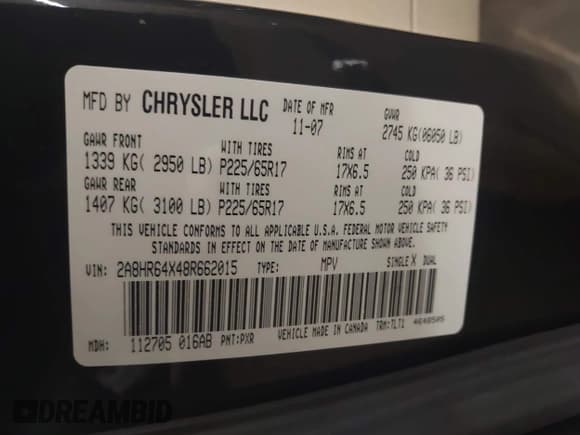 MFD BY CHRYSLER LLC DATE OF MFR 11-07 GVWR 2745 KG(06050 LB)
GAWR FRONT WITH TIRES RIMS AT COLD
1339 KG( 2950 LB) P225/65R17 17X6.5 250 KPA( 36 PSI)
GAWR REAR WITH TIRES RIMS AT COLD
1407 KG( 3100 LB) P225/65R17 17X6.5 250 KPA( 36 PSI)
THIS VEHICLE CONFORMS TO ALL APPLICABLE U.S.A. FEDERAL MOTOR VEHICLE SAFETY
STANDARDS IN EFFECT ON THE DATE OF MANUFACTURE SHOWN ABOVE.
VIN: 2A8HR64X48R662015 TYPE: MPV SINGLE X DUAL
MDH: 112705 016AB PNT:PXR VEHICLE MADE IN CANADA TRM:TLT1 4648505
DREAMBID